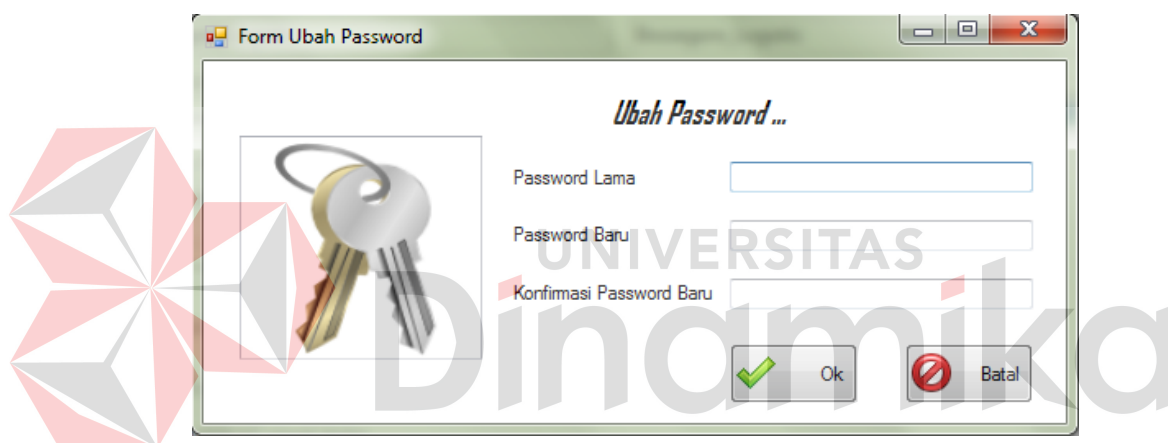 Form Ubah Password
Ubah Password ...
Password Lama
Password Baru
UNIVERSITAS
Konfirmasi Password Baru
Dinamika
Ok
Batal